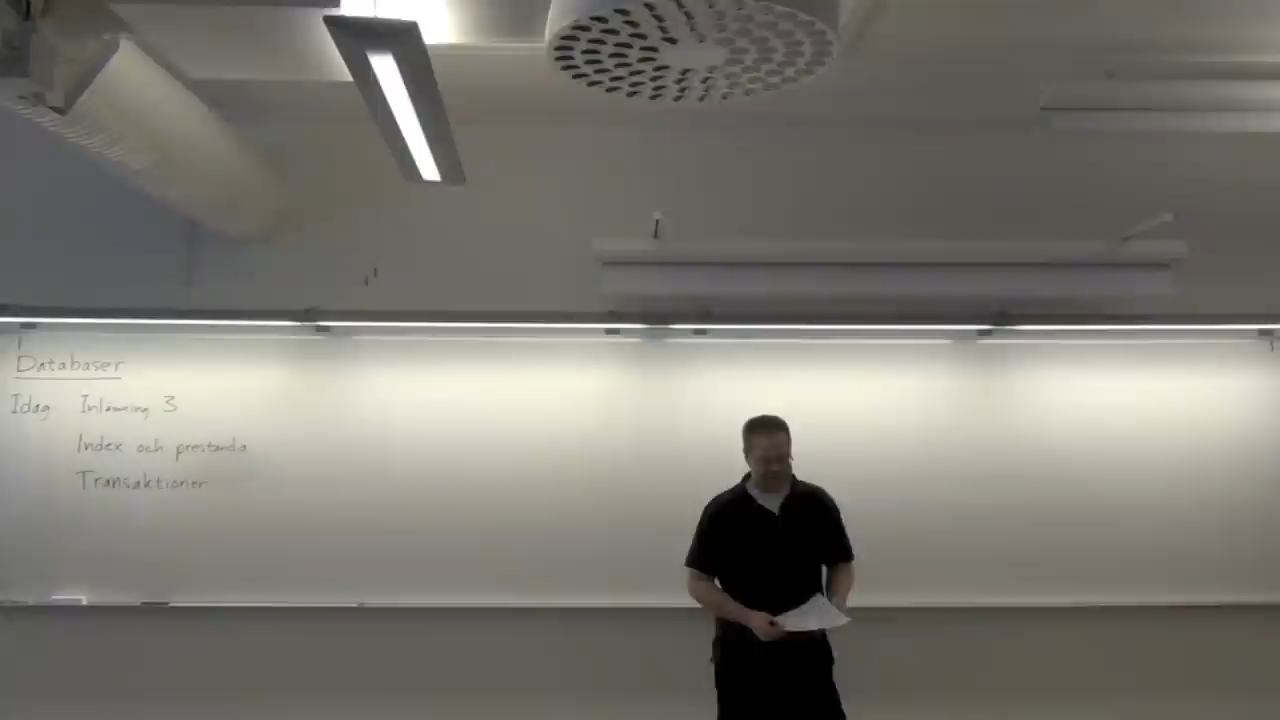 Databaser
Idag Inlämning 3
Index och prestanda
Transaktioner